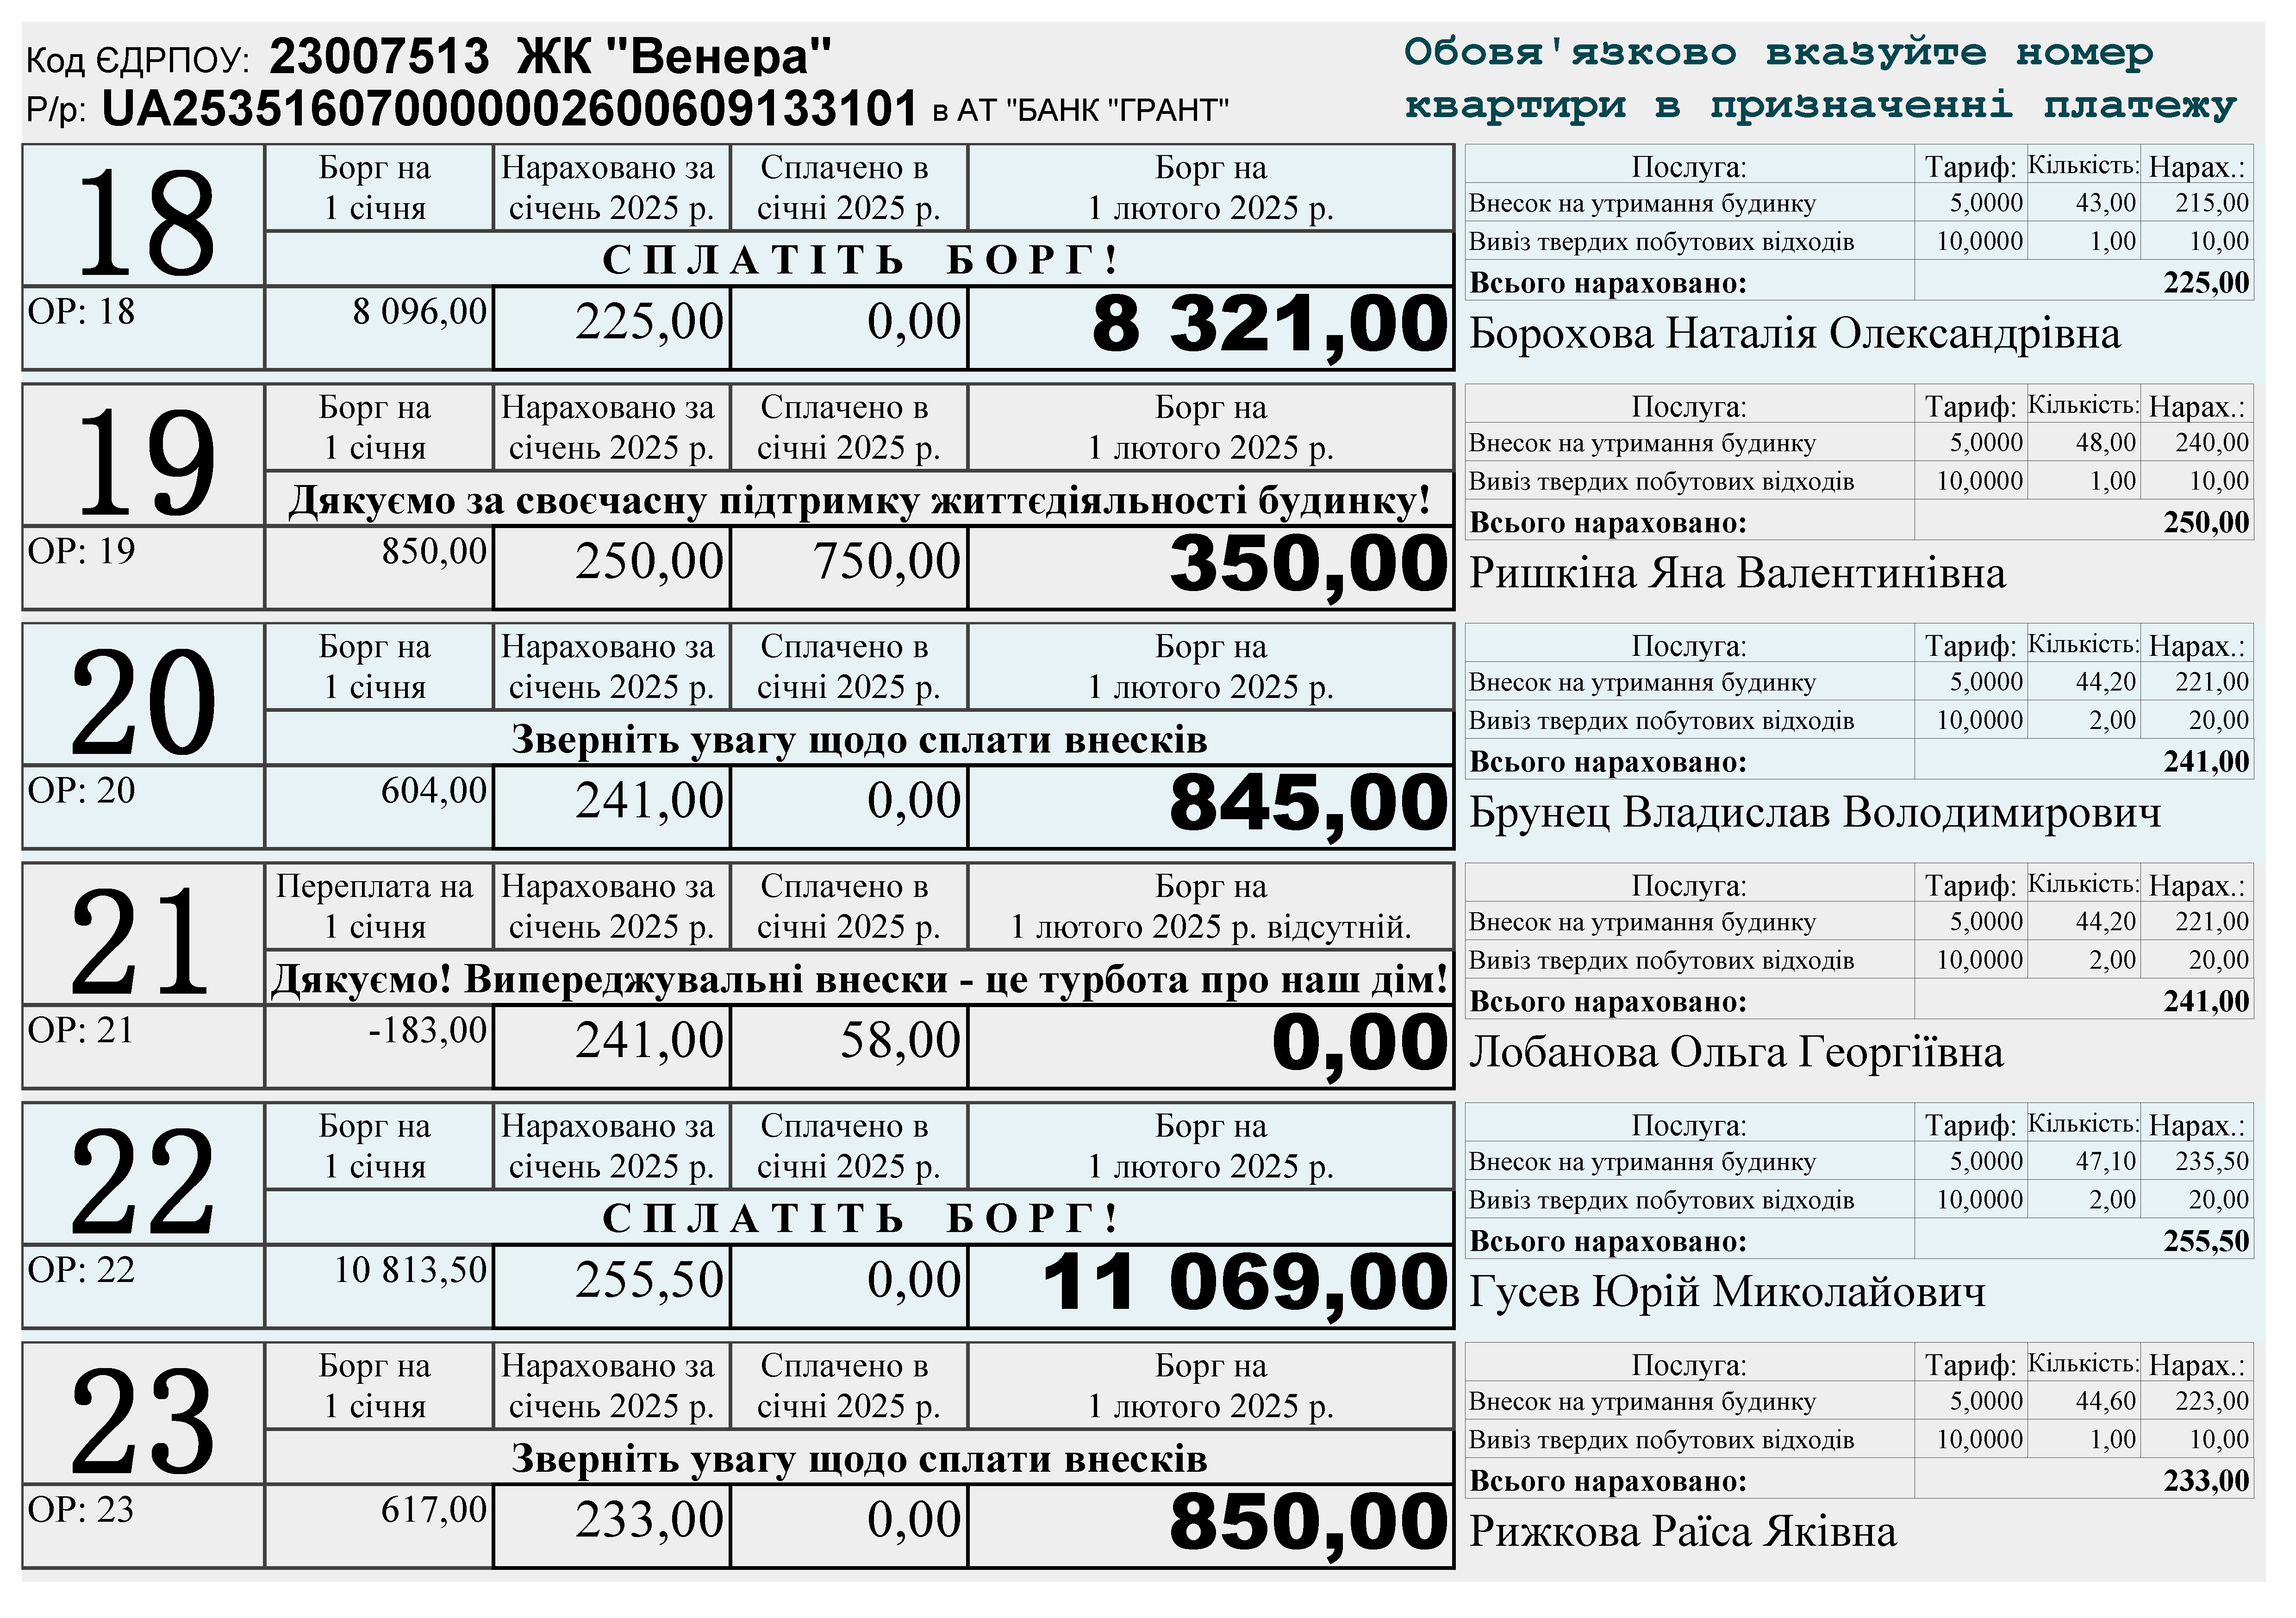 Код ЄДРПОУ: 23007513 ЖК "Венера"
Р/р: UA253516070000002600609133101 в АТ "БАНК "ГРАНТ"
Обовя'язково вказуйте номер
квартири в призначенні платежу
18
Борг на
1 січня
Нараховано за
січень 2025 р.
Сплачено в
січні 2025 р.
Борг на
1 лютого 2025 р.
СПЛАТІТЬ БОРГ!
ОР: 18 8 096,00 225,00 0,00 8 321,00
Послуга: Тариф: Кількість: Нарах.:
Внесок на утримання будинку 5,0000 43,00 215,00
Вивіз твердих побутових відходів 10,0000 1,00 10,00
Всього нараховано: 225,00
Борохова Наталія Олександрівна
19
Борг на
1 січня
Нараховано за
січень 2025 р.
Сплачено в
січні 2025 р.
Борг на
1 лютого 2025 р.
Дякуємо за своєчасну підтримку життєдіяльності будинку!
ОР: 19 850,00 250,00 750,00 350,00
Послуга: Тариф: Кількість: Нарах.:
Внесок на утримання будинку 5,0000 48,00 240,00
Вивіз твердих побутових відходів 10,0000 1,00 10,00
Всього нараховано: 250,00
Ришкіна Яна Валентинівна
20
Борг на
1 січня
Нараховано за
січень 2025 р.
Сплачено в
січні 2025 р.
Борг на
1 лютого 2025 р.
Зверніть увагу щодо сплати внесків
ОР: 20 604,00 241,00 0,00 845,00
Послуга: Тариф: Кількість: Нарах.:
Внесок на утримання будинку 5,0000 44,20 221,00
Вивіз твердих побутових відходів 10,0000 2,00 20,00
Всього нараховано: 241,00
Брунец Владислав Володимирович
21
Переплата на
1 січня
Нараховано за
січень 2025 р.
Сплачено в
січні 2025 р.
Борг на
1 лютого 2025 р. відсутній.
Дякуємо! Випереджувальні внески - це турбота про наш дім!
ОР: 21 -183,00 241,00 58,00 0,00
Послуга: Тариф: Кількість: Нарах.:
Внесок на утримання будинку 5,0000 44,20 221,00
Вивіз твердих побутових відходів 10,0000 2,00 20,00
Всього нараховано: 241,00
Лобанова Ольга Георгіївна
22
Борг на
1 січня
Нараховано за
січень 2025 р.
Сплачено в
січні 2025 р.
Борг на
1 лютого 2025 р.
СПЛАТІТЬ БОРГ!
ОР: 22 10 813,50 255,50 0,00 11 069,00
Послуга: Тариф: Кількість: Нарах.:
Внесок на утримання будинку 5,0000 47,10 235,50
Вивіз твердих побутових відходів 10,0000 2,00 20,00
Всього нараховано: 255,50
Гусев Юрій Миколайович
23
Борг на
1 січня
Нараховано за
січень 2025 р.
Сплачено в
січні 2025 р.
Борг на
1 лютого 2025 р.
Зверніть увагу щодо сплати внесків
ОР: 23 617,00 233,00 0,00 850,00
Послуга: Тариф: Кількість: Нарах.:
Внесок на утримання будинку 5,0000 44,60 223,00
Вивіз твердих побутових відходів 10,0000 1,00 10,00
Всього нараховано: 233,00
Рижкова Раїса Яківна